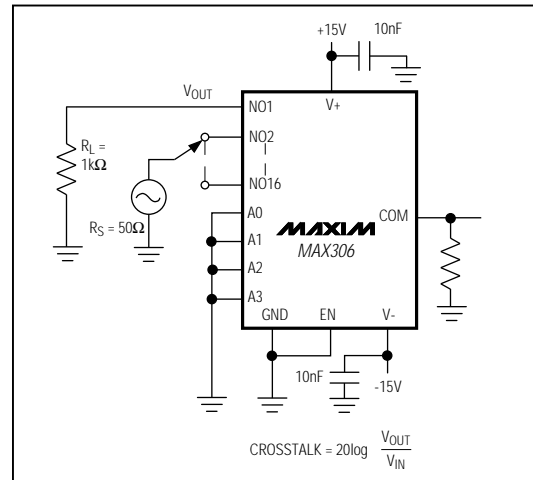 +15V
10nF
V+
VOUT
NO1
RL =
1kΩ
NO2
NO16
RS = 50Ω
A0
A1
A2
A3
MAXIM
MAX306
COM
GND
EN
V-
10nF
-15V
CROSSTALK = 20log VOUT
VIN